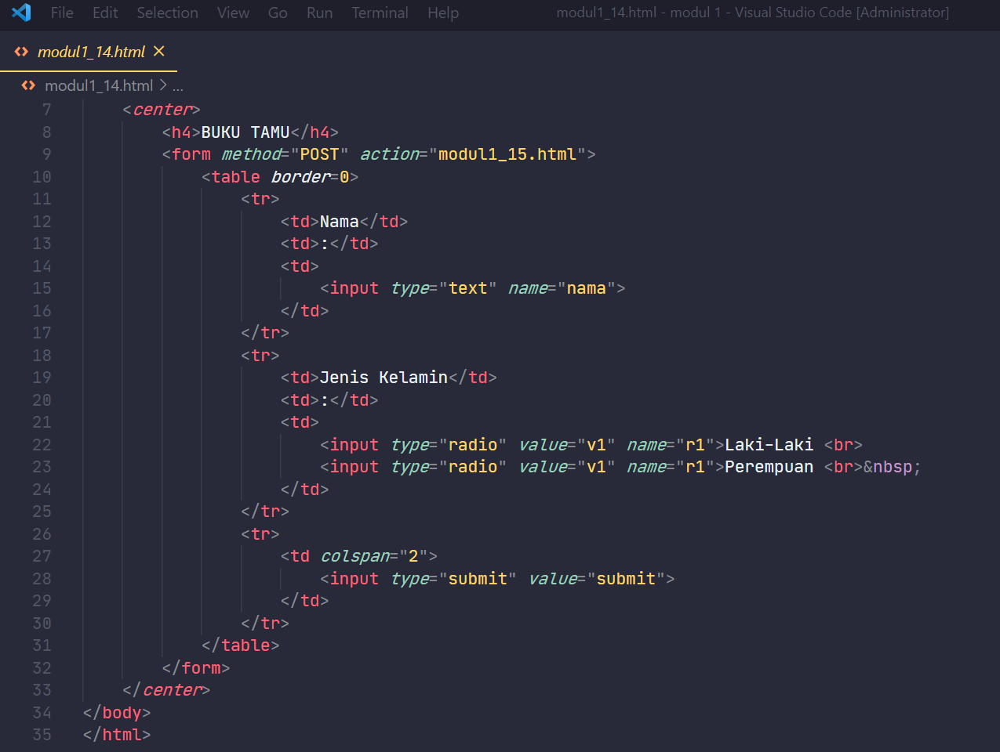 File Edit Selection View Go Run Terminal Help modul1_14.html - modul 1 - Visual Studio Code [Administrator]
modul1_14.html
modul1_14.html > ...
7 <center>
8 <h4>BUKU TAMU</h4>
9 <form method="POST" action="modul1_15.html">
10 <table border=0>
11 <tr>
12 <td>Nama</td>
13 <td>:</td>
14 <td>
15 <input type="text" name="nama">
16 </td>
17 </tr>
18 <tr>
19 <td>Jenis Kelamin</td>
20 <td>:</td>
21 <td>
22 <input type="radio" value="v1" name="r1">Laki-Laki <br>
23 <input type="radio" value="v1" name="r1">Perempuan <br>&nbsp;
24 </td>
25 </tr>
26 <tr>
27 <td colspan="2">
28 <input type="submit" value="submit">
29 </td>
30 </tr>
31 </table>
32 </form>
33 </center>
34 </body>
35 </html>